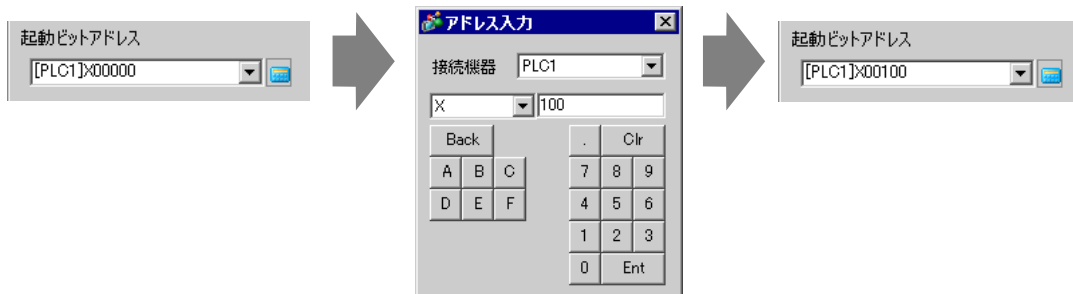 起動ビットアドレス
[PLC1]X00000
アドレス入力
接続機器 PLC1
X 100
Back . Clr
A B C 7 8 9
D E F 4 5 6
1 2 3
0 Ent
起動ビットアドレス
[PLC1]X00100